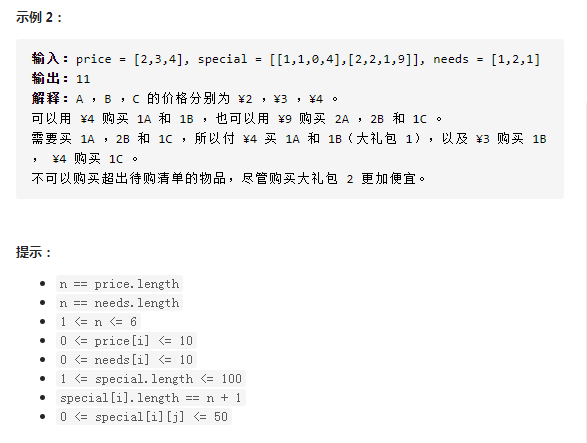 示例 2：
输入：price = [2,3,4], special = [[1,1,0,4],[2,2,1,9]], needs = [1,2,1]
输出：11
解释：A ，B ，C 的价格分别为 ¥2 ，¥3 ，¥4 。
可以用 ¥4 购买 1A 和 1B ，也可以用 ¥9 购买 2A ，2B 和 1C 。
需要买 1A ，2B 和 1C ，所以付 ¥4 买 1A 和 1B（大礼包 1），以及 ¥3 购买 1B
， ¥4 购买 1C 。
不可以购买超出待购清单的物品，尽管购买大礼包 2 更加便宜。
提示：
n == price.length
n == needs.length
1 <= n <= 6
0 <= price[i] <= 10
0 <= needs[i] <= 10
1 <= special.length <= 100
special[i].length == n + 1
0 <= special[i][j] <= 50